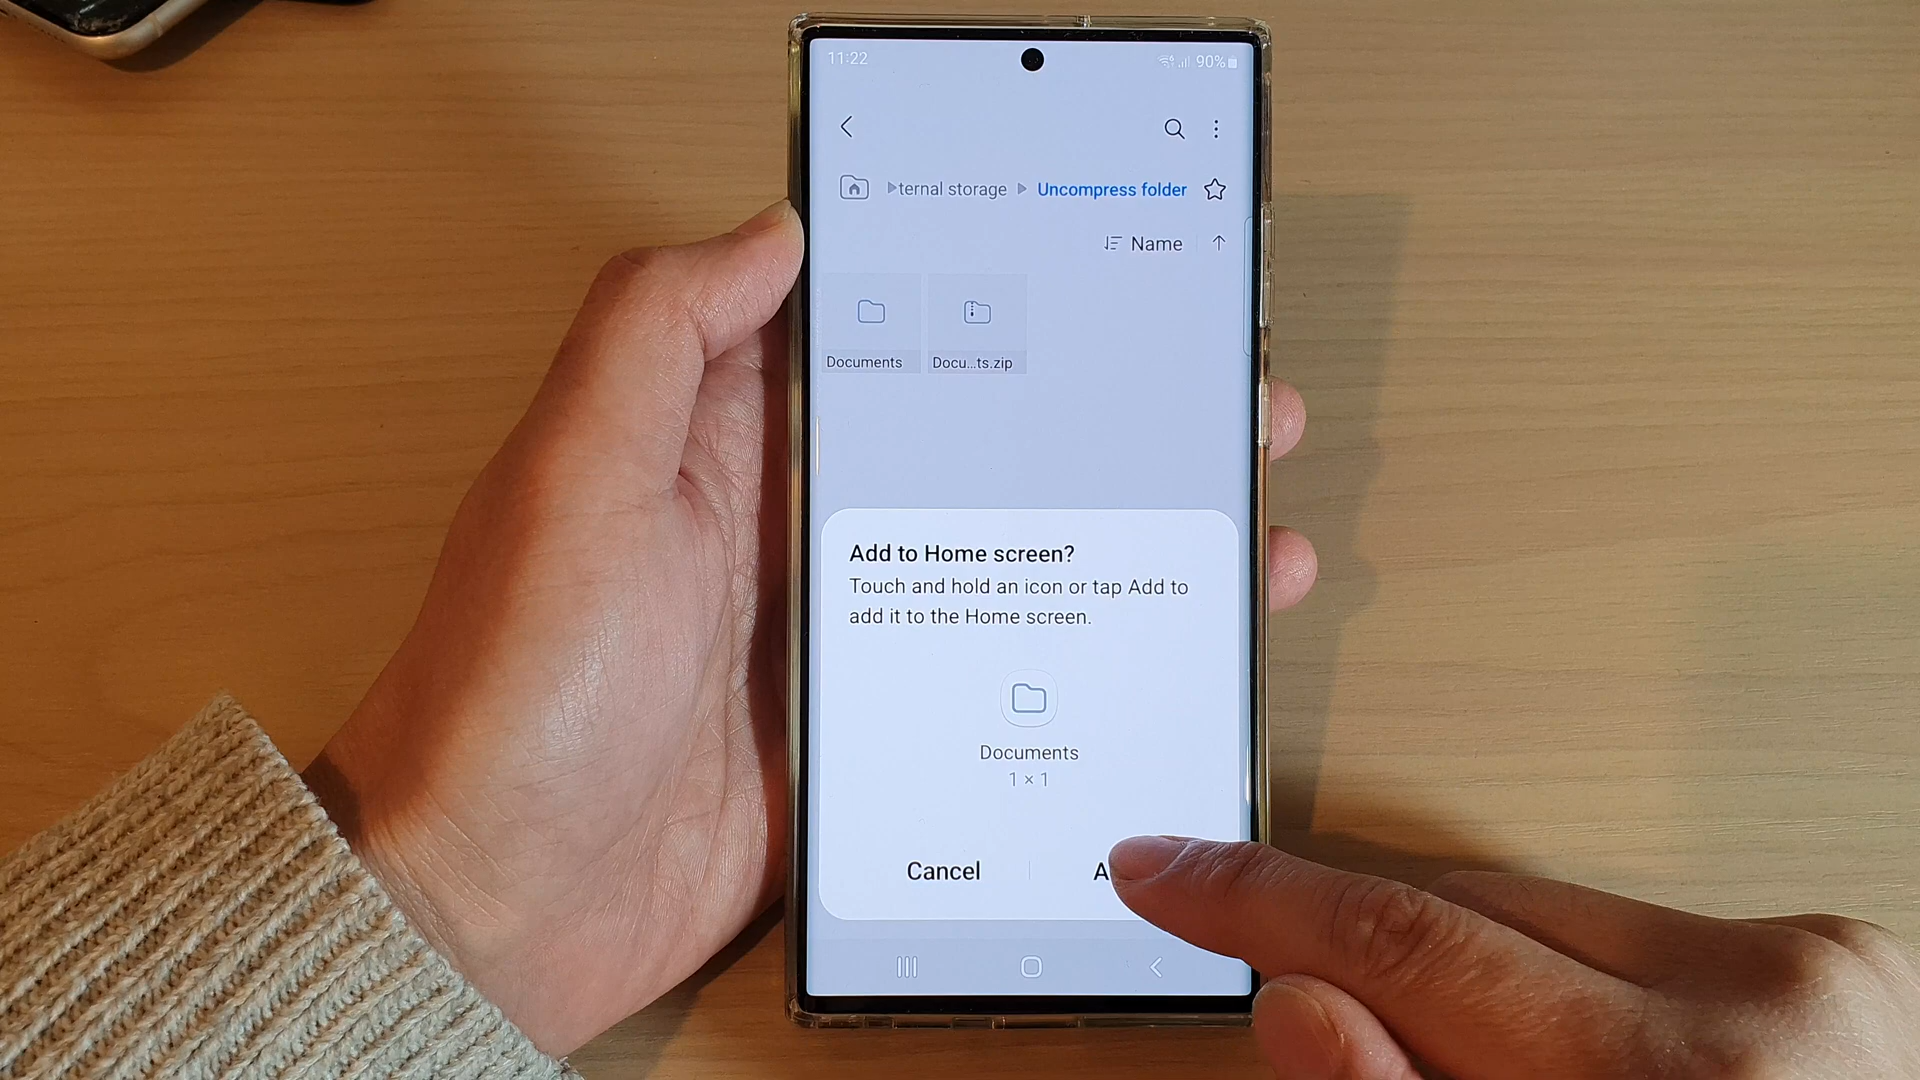 11:22
90%
ternal storage Uncompress folder
Name
Documents
Docu...ts.zip
Add to Home screen?
Touch and hold an icon or tap Add to
add it to the Home screen.
Documents
1 × 1
Cancel